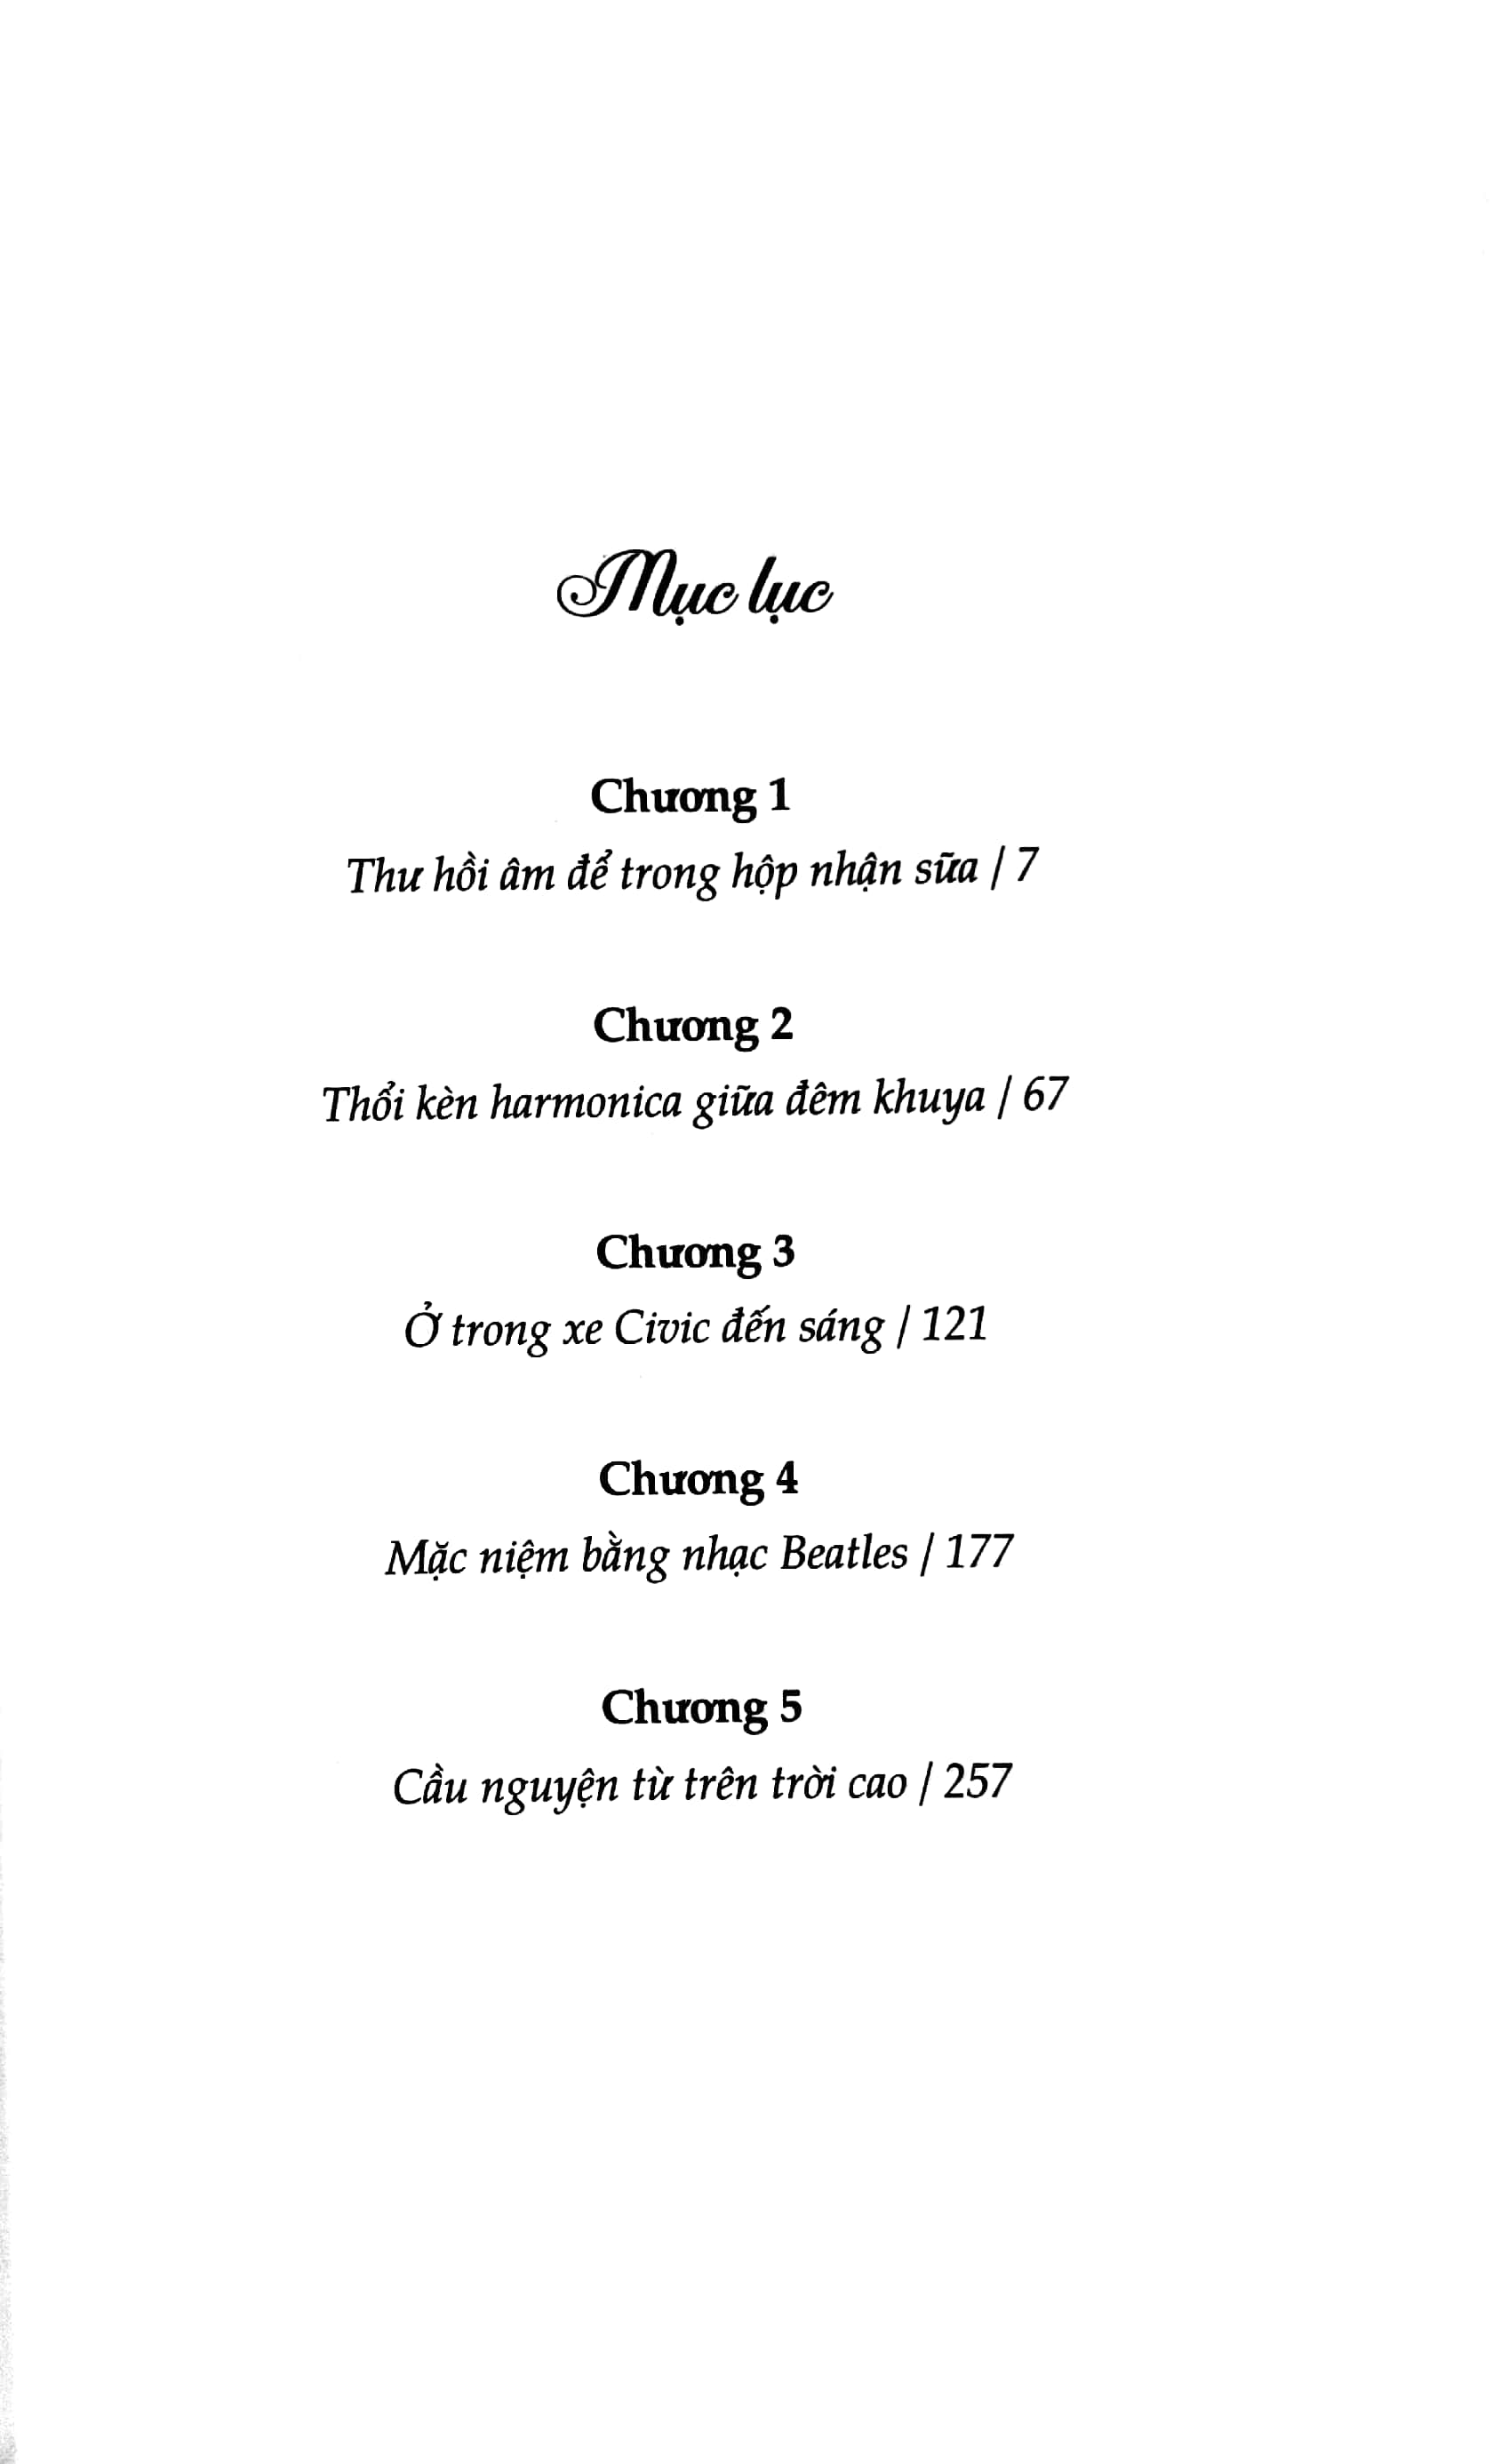 Mục lục
Chương 1
Thư hồi âm để trong hộp nhận sữa | 7
Chương 2
Thổi kèn harmonica giữa đêm khuya | 67
Chương 3
Ở trong xe Civic đến sáng | 121
Chương 4
Mặc niệm bằng nhạc Beatles | 177
Chương 5
Cầu nguyện từ trên trời cao | 257